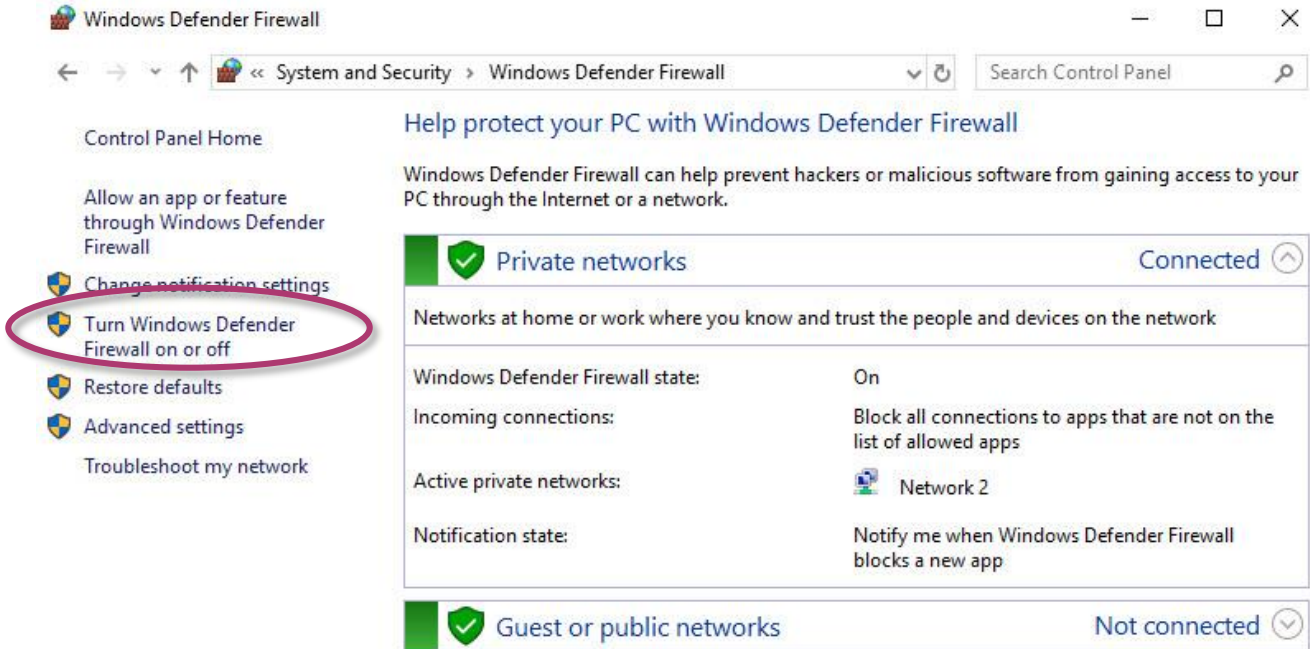 Windows Defender Firewall
« System and Security › Windows Defender Firewall
Search Control Panel
Control Panel Home
Allow an app or feature
through Windows Defender
Firewall
Change notification settings
Turn Windows Defender
Firewall on or off
Restore defaults
Advanced settings
Troubleshoot my network
Help protect your PC with Windows Defender Firewall
Windows Defender Firewall can help prevent hackers or malicious software from gaining access to your
PC through the Internet or a network.
Private networks Connected
Networks at home or work where you know and trust the people and devices on the network
Windows Defender Firewall state: On
Incoming connections: Block all connections to apps that are not on the
list of allowed apps
Active private networks: Network 2
Notification state: Notify me when Windows Defender Firewall
blocks a new app
Guest or public networks Not connected